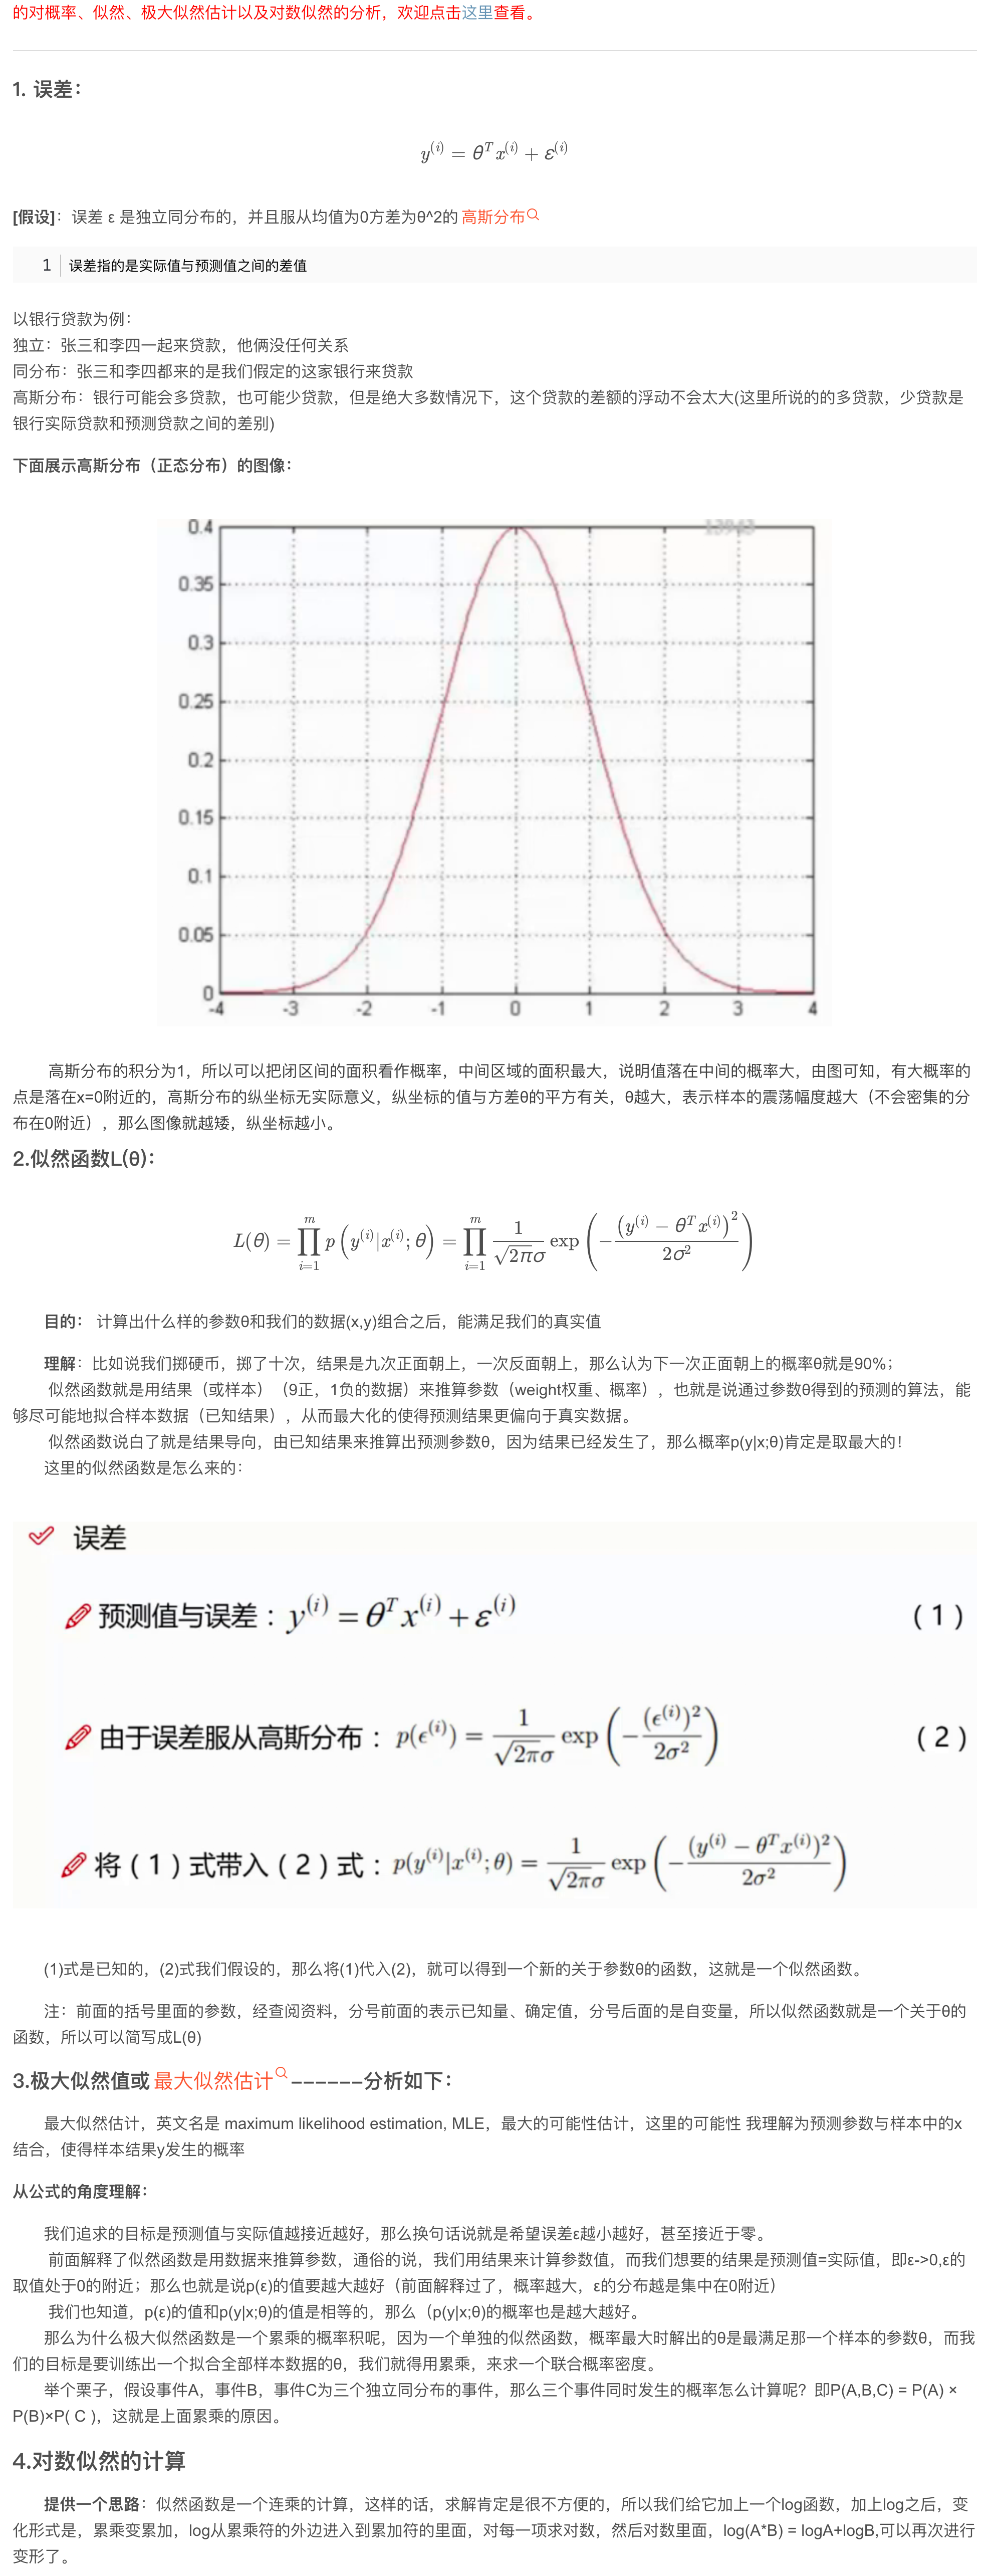 的对概率、似然、极大似然估计以及对数似然的分析，欢迎点击这里查看。
1. 误差：
y^(i) = θ^T x^(i) + ε^(i)
[假设]：误差 ε 是独立同分布的，并且服从均值为0方差为θ^2的 高斯分布
1 误差指的是实际值与预测值之间的差值
以银行贷款为例：
独立：张三和李四一起来贷款，他俩没任何关系
同分布：张三和李四都来的是我们假定的这家银行来贷款
高斯分布：银行可能会多贷款，也可能少贷款，但是绝大多数情况下，这个贷款的差额的浮动不会太大(这里所说的的多贷款，少贷款是
银行实际贷款和预测贷款之间的差别)
下面展示高斯分布（正态分布）的图像：
0.4
0.35
0.3
0.25
0.2
0.15
0.1
0.05
0
-4 -3 -2 -1 0 1 2 3 4
高斯分布的积分为1，所以可以把闭区间的面积看作概率，中间区域的面积最大，说明值落在中间的概率大，由图可知，有大概率的
点是落在x=0附近的，高斯分布的纵坐标无实际意义，纵坐标的值与方差θ的平方有关，θ越大，表示样本的震荡幅度越大（不会密集的分
布在0附近），那么图像就越矮，纵坐标越小。
2.似然函数L(θ)：
L(θ) = ∏_{i=1}^{m} p(y^(i)|x^(i); θ) = ∏_{i=1}^{m} 1/(√(2π)σ) exp(−(y^(i) − θ^T x^(i))^2 / 2σ^2)
目的： 计算出什么样的参数θ和我们的数据(x,y)组合之后，能满足我们的真实值
理解：比如说我们掷硬币，掷了十次，结果是九次正面朝上，一次反面朝上，那么认为下一次正面朝上的概率θ就是90%；
似然函数就是用结果（或样本）（9正，1负的数据）来推算参数（weight权重、概率），也就是说通过参数θ得到的预测的算法，能
够尽可能地拟合样本数据（已知结果），从而最大化的使得预测结果更偏向于真实数据。
似然函数说白了就是结果导向，由已知结果来推算出预测参数θ，因为结果已经发生了，那么概率p(y|x;θ)肯定是取最大的！
这里的似然函数是怎么来的：
误差
预测值与误差：y^(i) = θ^T x^(i) + ε^(i) （1）
由于误差服从高斯分布：p(ϵ^(i)) = 1/(√(2π)σ) exp(−(ϵ^(i))^2 / 2σ^2) （2）
将（1）式带入（2）式：p(y^(i)|x^(i); θ) = 1/(√(2π)σ) exp(−(y^(i) − θ^T x^(i))^2 / 2σ^2)
(1)式是已知的，(2)式我们假设的，那么将(1)代入(2)，就可以得到一个新的关于参数θ的函数，这就是一个似然函数。
注：前面的括号里面的参数，经查阅资料，分号前面的表示已知量、确定值，分号后面的是自变量，所以似然函数就是一个关于θ的
函数，所以可以简写成L(θ)
3.极大似然值或 最大似然估计------分析如下：
最大似然估计，英文名是 maximum likelihood estimation, MLE，最大的可能性估计，这里的可能性 我理解为预测参数与样本中的x
结合，使得样本结果y发生的概率
从公式的角度理解：
我们追求的目标是预测值与实际值越接近越好，那么换句话说就是希望误差ε越小越好，甚至接近于零。
前面解释了似然函数是用数据来推算参数，通俗的说，我们用结果来计算参数值，而我们想要的结果是预测值=实际值，即ε->0,ε的
取值处于0的附近；那么也就是说p(ε)的值要越大越好（前面解释过了，概率越大，ε的分布越是集中在0附近）
我们也知道，p(ε)的值和p(y|x;θ)的值是相等的，那么（p(y|x;θ)的概率也是越大越好。
那么为什么极大似然函数是一个累乘的概率积呢，因为一个单独的似然函数，概率最大时解出的θ是最满足那一个样本的参数θ，而我
们的目标是要训练出一个拟合全部样本数据的θ，我们就得用累乘，来求一个联合概率密度。
举个栗子，假设事件A，事件B，事件C为三个独立同分布的事件，那么三个事件同时发生的概率怎么计算呢？即P(A,B,C) = P(A) ×
P(B)×P( C )，这就是上面累乘的原因。
4.对数似然的计算
提供一个思路：似然函数是一个连乘的计算，这样的话，求解肯定是很不方便的，所以我们给它加上一个log函数，加上log之后，变
化形式是，累乘变累加，log从累乘符的外边进入到累加符的里面，对每一项求对数，然后对数里面，log(A*B) = logA+logB,可以再次进行
变形了。